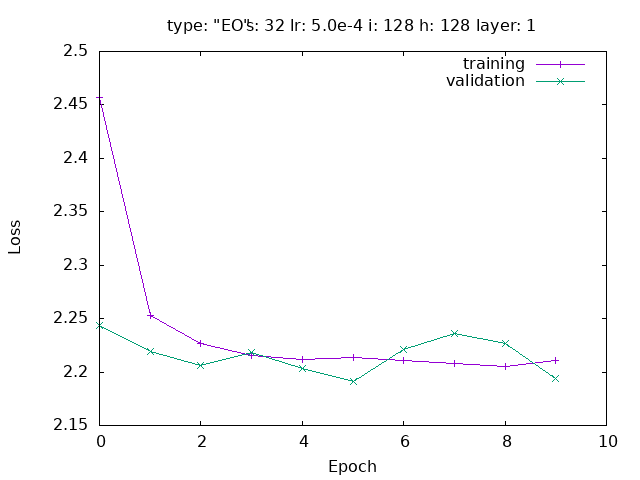 type: "EO"s: 32 lr: 5.0e-4 i: 128 h: 128 layer: 1
2.5
training
validation
2.45
2.4
2.35
2.3
2.25
2.2
2.15
Loss
0 2 4 6 8 10
Epoch